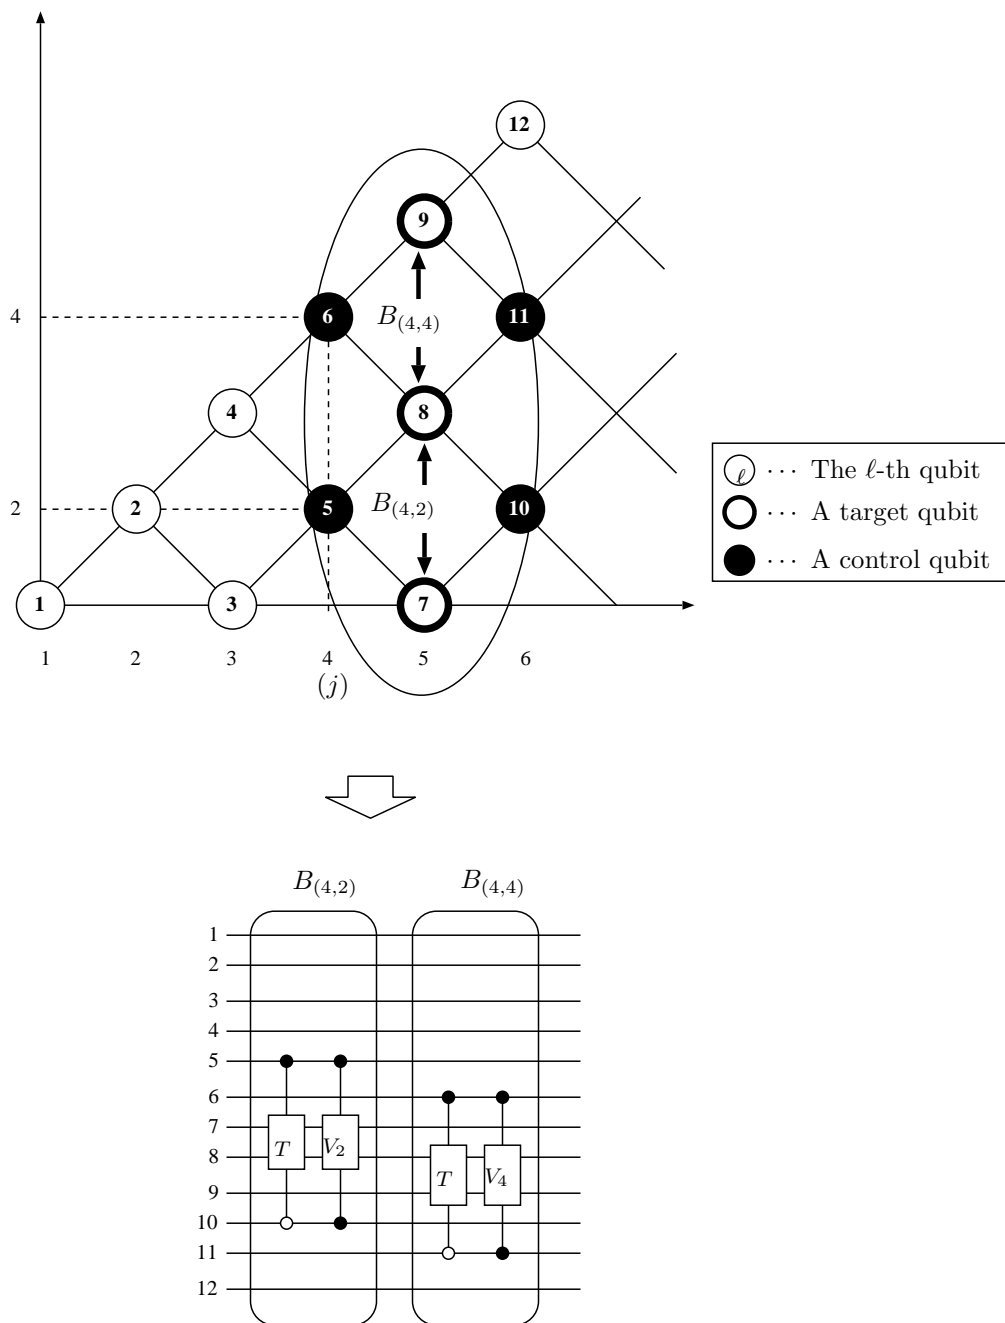 12
9
4
6
B(4,4)
11
4
8
2
2
5
B(4,2)
10
1
3
7
1 2 3 4 5 6
(j)
ℓ ··· The ℓ-th qubit
··· A target qubit
··· A control qubit
B(4,2) B(4,4)
1
2
3
4
5
6
7
T V2
8
T V4
9
10
11
12